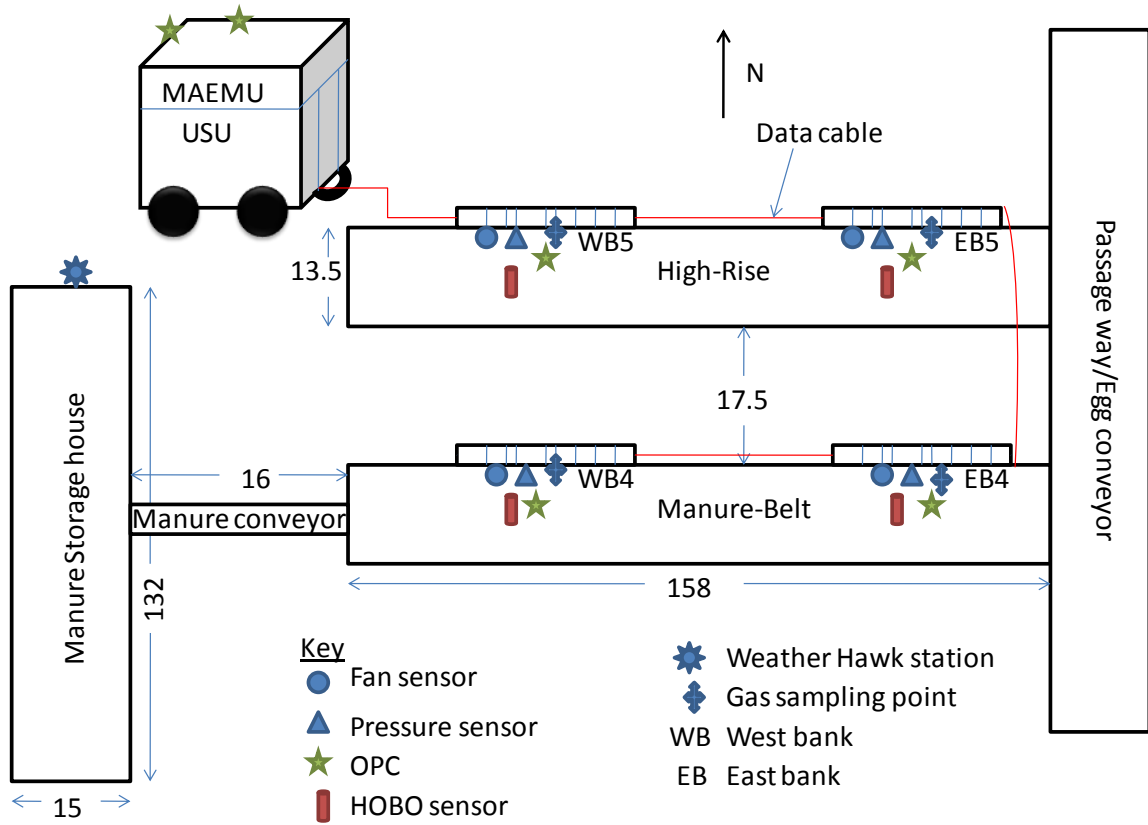 MAEMU
USU
N
Data cable
WB5
EB5
13.5
High-Rise
17.5
Passage way/Egg conveyor
Manure Storage house
16
WB4
EB4
Manure conveyor
Manure-Belt
132
158
15
Key
Fan sensor
Pressure sensor
OPC
HOBO sensor
Weather Hawk station
Gas sampling point
WB West bank
EB East bank